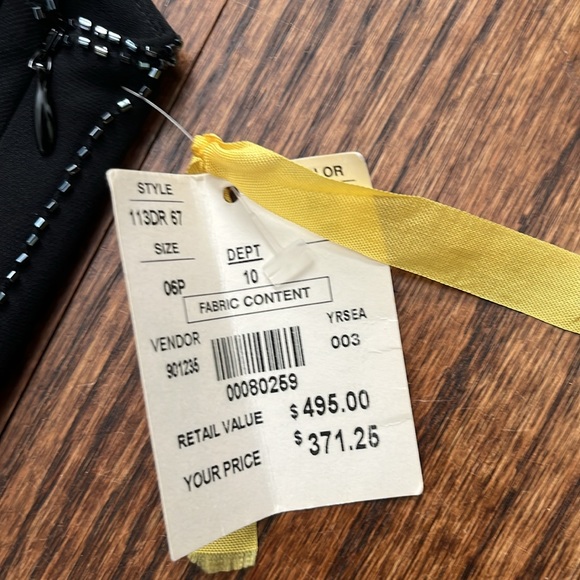 STYLE
113DR 67
SIZE
06P
DEPT
10
FABRIC CONTENT
VENDOR
901235
YRSEA
003
00080259
RETAIL VALUE $495.00
YOUR PRICE $371.25